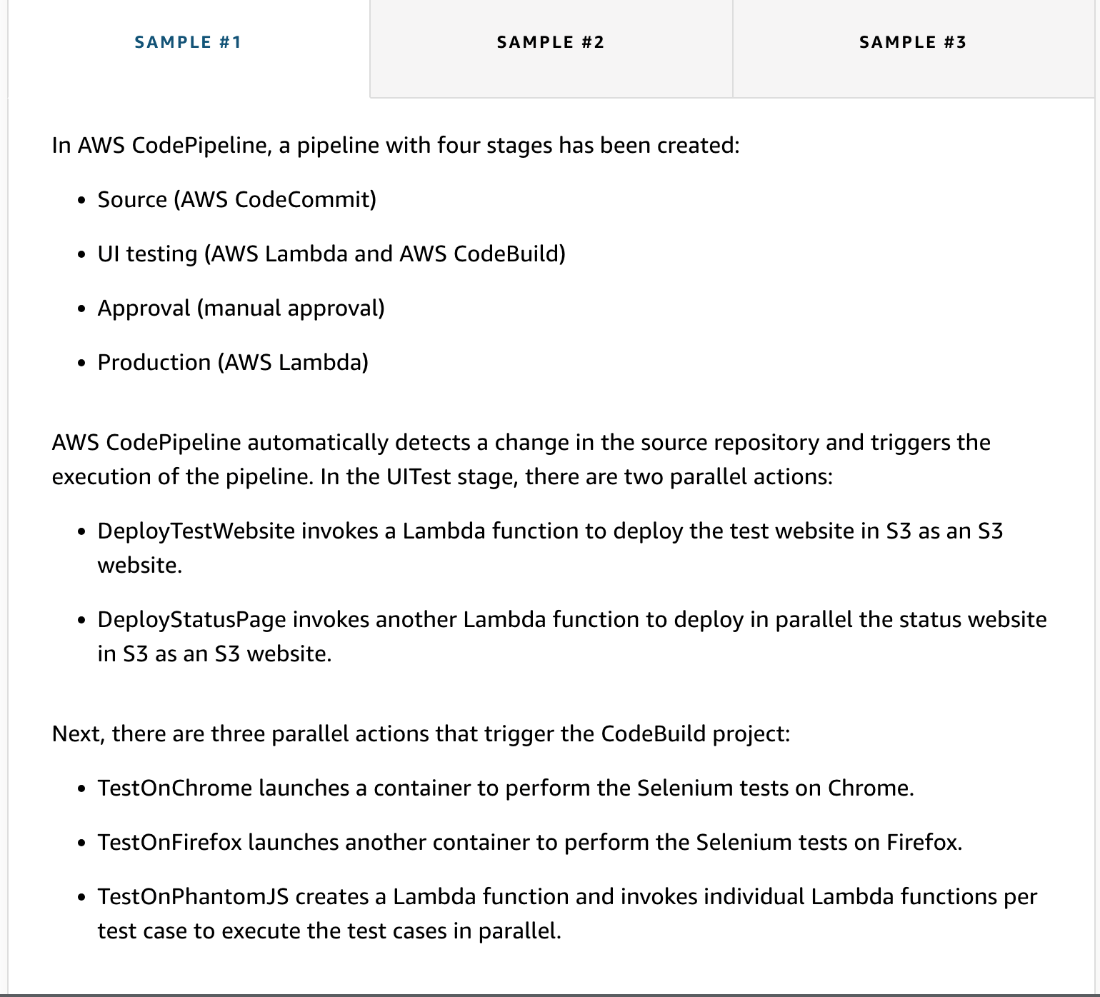 SAMPLE #1
SAMPLE #2
SAMPLE #3
In AWS CodePipeline, a pipeline with four stages has been created:
• Source (AWS CodeCommit)
• UI testing (AWS Lambda and AWS CodeBuild)
• Approval (manual approval)
• Production (AWS Lambda)
AWS CodePipeline automatically detects a change in the source repository and triggers the
execution of the pipeline. In the UITest stage, there are two parallel actions:
• DeployTestWebsite invokes a Lambda function to deploy the test website in S3 as an S3
website.
• DeployStatusPage invokes another Lambda function to deploy in parallel the status website
in S3 as an S3 website.
Next, there are three parallel actions that trigger the CodeBuild project:
• TestOnChrome launches a container to perform the Selenium tests on Chrome.
• TestOnFirefox launches another container to perform the Selenium tests on Firefox.
• TestOnPhantomJS creates a Lambda function and invokes individual Lambda functions per
test case to execute the test cases in parallel.